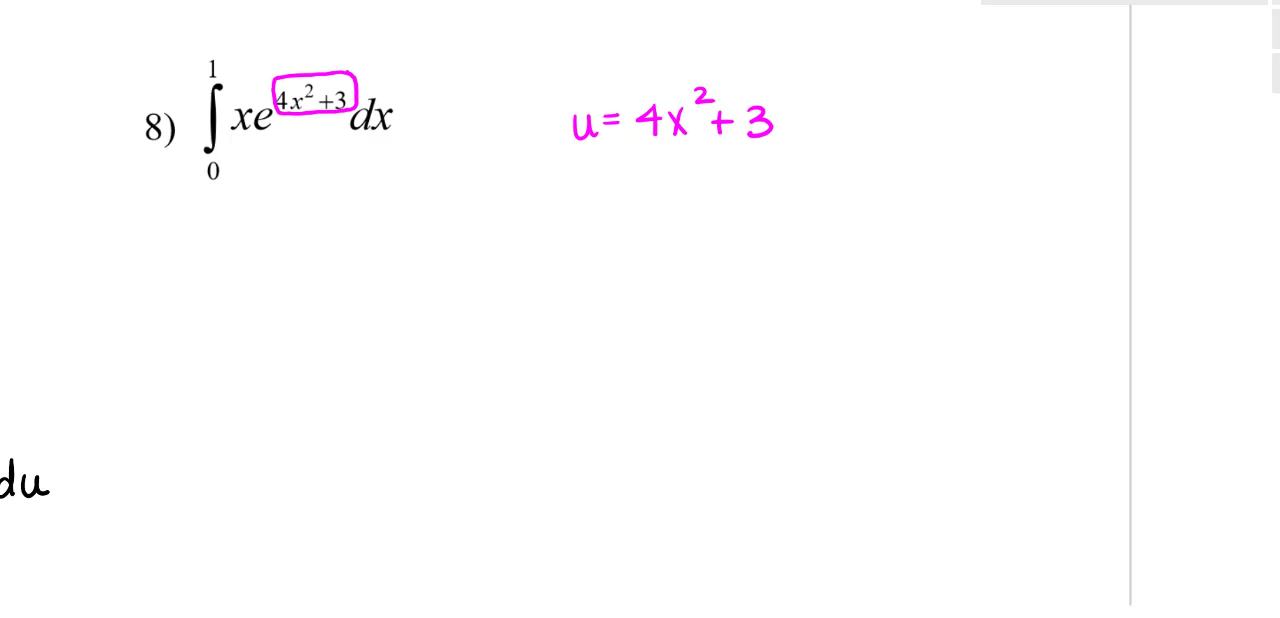 8) ∫₀¹ xe^(4x²+3) dx
u = 4x² + 3
du